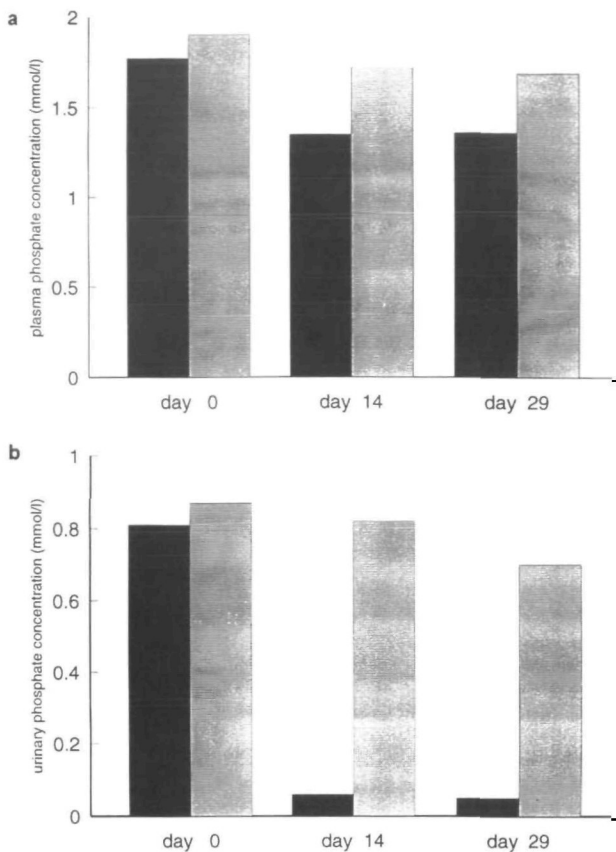 a
plasma phosphate concentration (mmol/l)
2
1.5
1
0.5
0
day 0
day 14
day 29
b
urinary phosphate concentration (mmol/l)
1
0.8
0.6
0.4
0.2
0
day 0
day 14
day 29